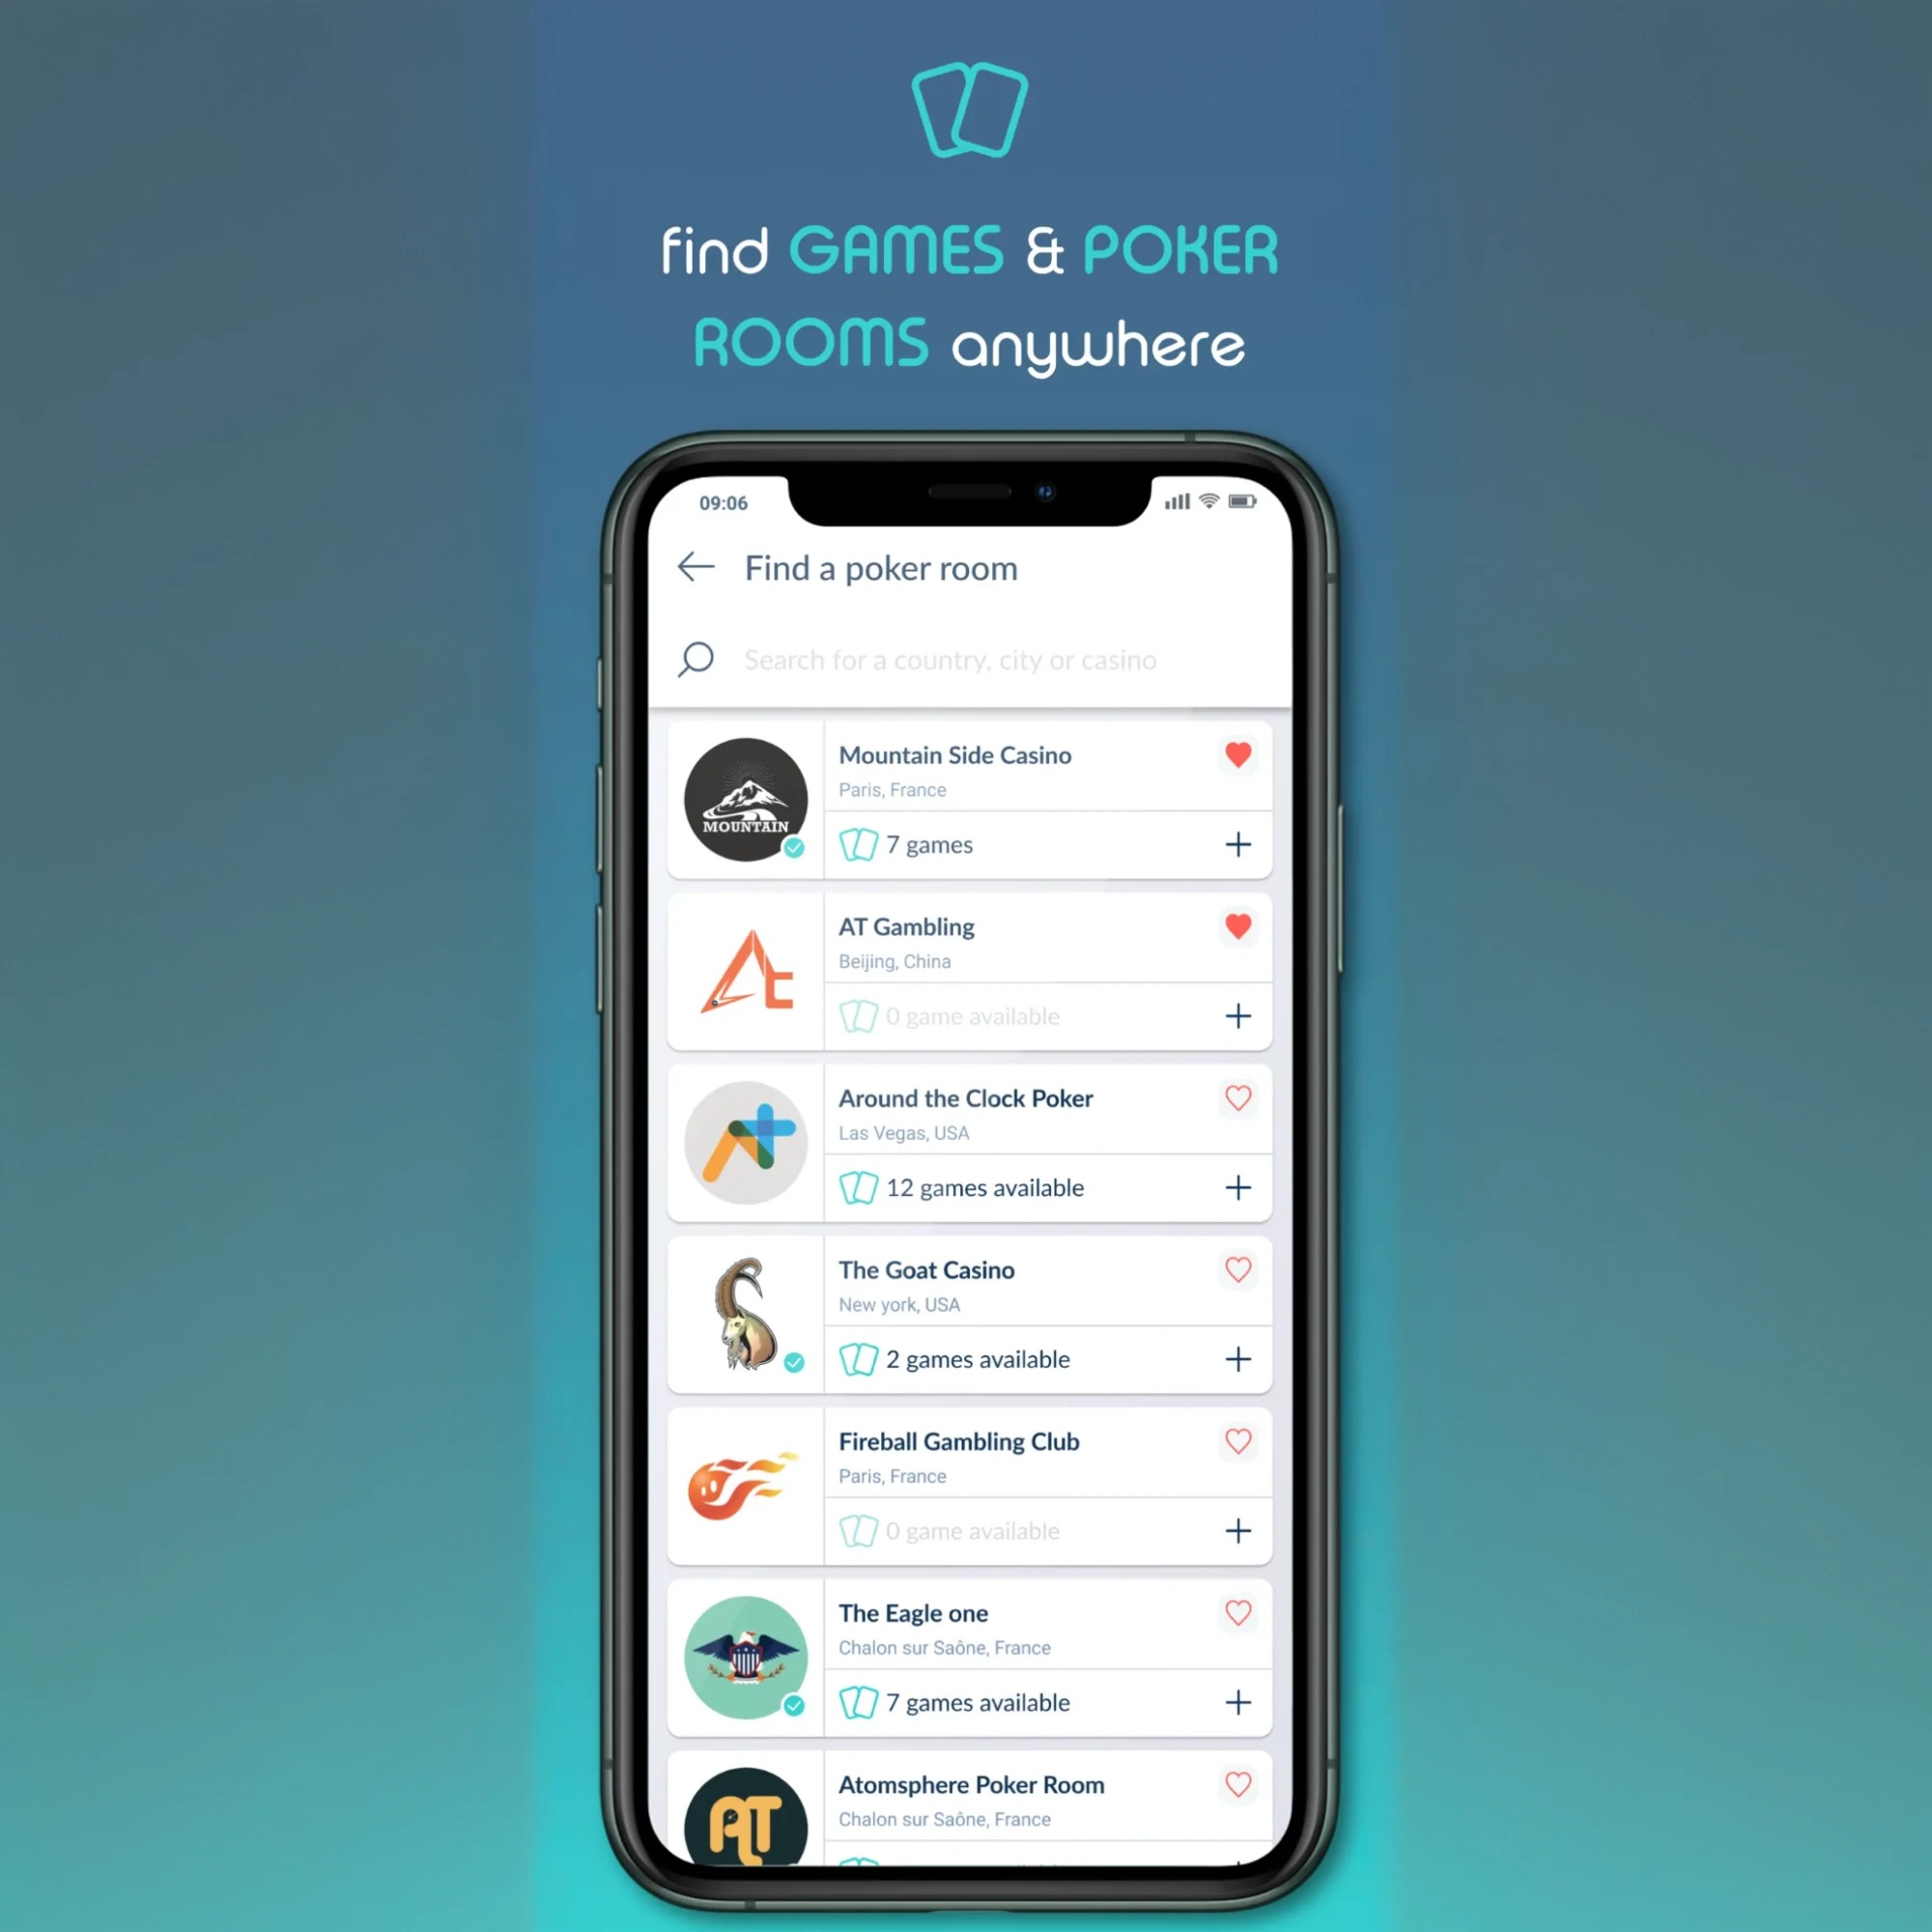 find GAMES & POKER
ROOMS anywhere
09:06
Find a poker room
Search for a country, city or casino
MOUNTAIN
Mountain Side Casino
Paris, France
7 games
At
AT Gambling
Beijing, China
0 game available
Around the Clock Poker
Las Vegas, USA
12 games available
The Goat Casino
New york, USA
2 games available
Fireball Gambling Club
Paris, France
0 game available
The Eagle one
Chalon sur Saône, France
7 games available
AT
Atomsphere Poker Room
Chalon sur Saône, France